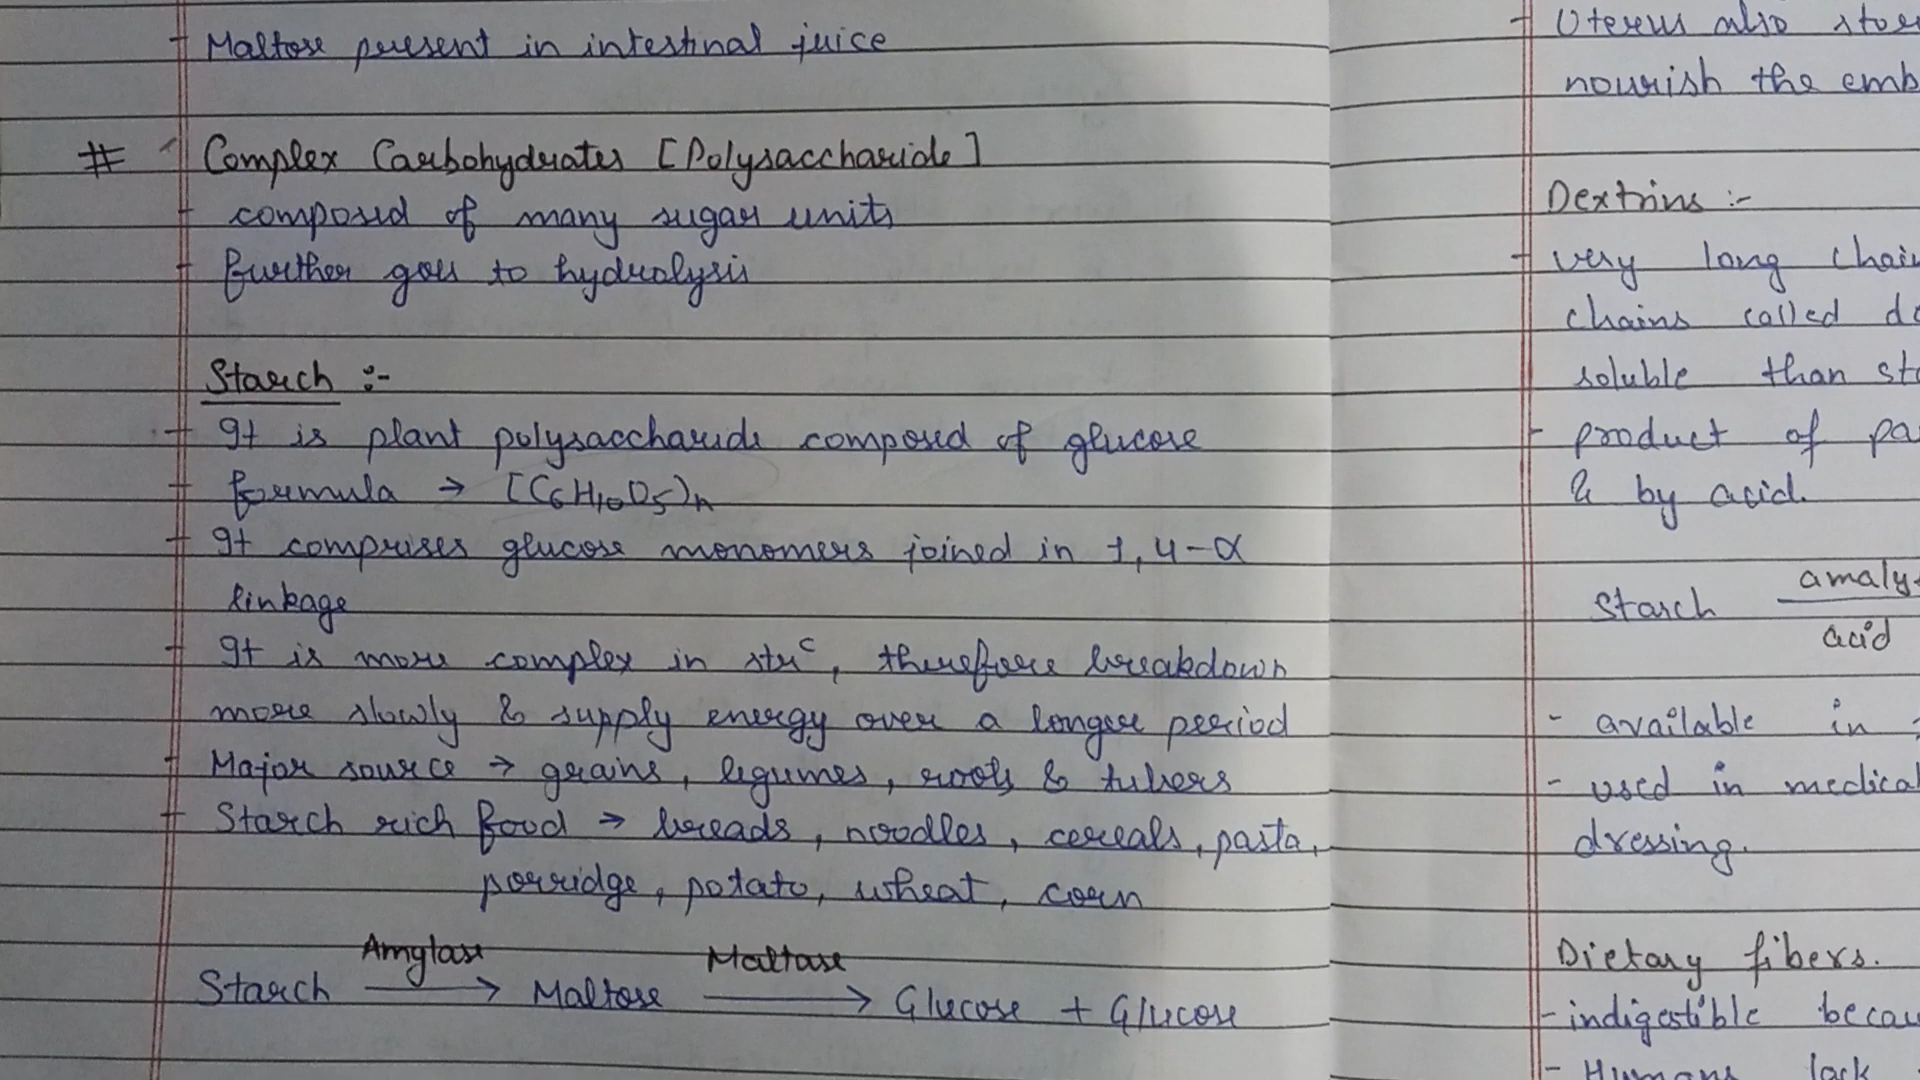 - Maltose present in intestinal juice
# Complex Carbohydrates [Polysaccharide]
- composed of many sugar units
- further goes to hydrolysis
Starch :-
- It is plant polysaccharide composed of glucose
- formula → [C6H10O5)n
- It comprises glucose monomers joined in 1,4-α
linkage
- It is more complex in strᶜ, therefore breakdown
more slowly & supply energy over a longer period
- Major source → grains, legumes, roots & tubers
- Starch rich food → breads, noodles, cereals, pasta,
porridge, potato, wheat, corn
Amylase Maltase
Starch → Maltose → Glucose + Glucose
- Uterus also
nourish the
Dextrins :-
- very long
chains called
soluble than
- product of
& by acid.
Starch
acid
- available in
- used in medical
dressing.
Dietary fibers.
- indigestible
- Humans lack